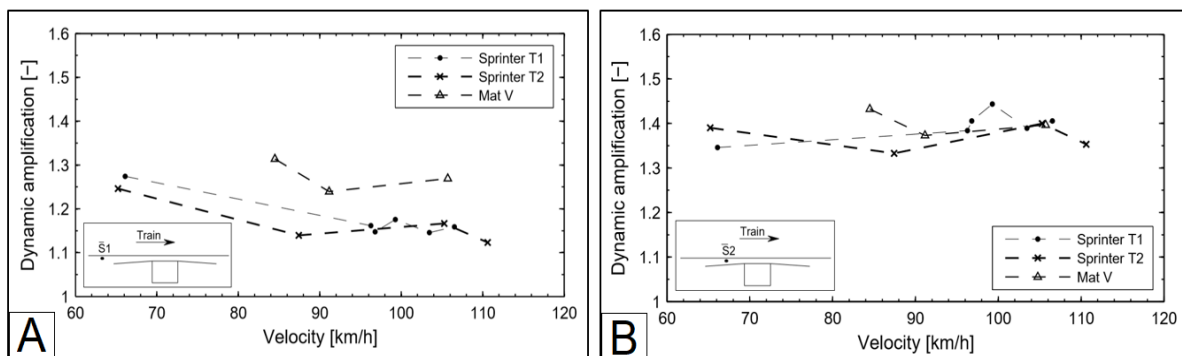 1.6
1.5
1.4
1.3
1.2
1.1
1
Dynamic amplification [–]
Sprinter T1
Sprinter T2
Mat V
Train
S̄1
60 70 80 90 100 110 120
Velocity [km/h]
A
1.6
1.5
1.4
1.3
1.2
1.1
1
Dynamic amplification [–]
Train
S̄2
Sprinter T1
Sprinter T2
Mat V
60 70 80 90 100 110 120
Velocity [km/h]
B